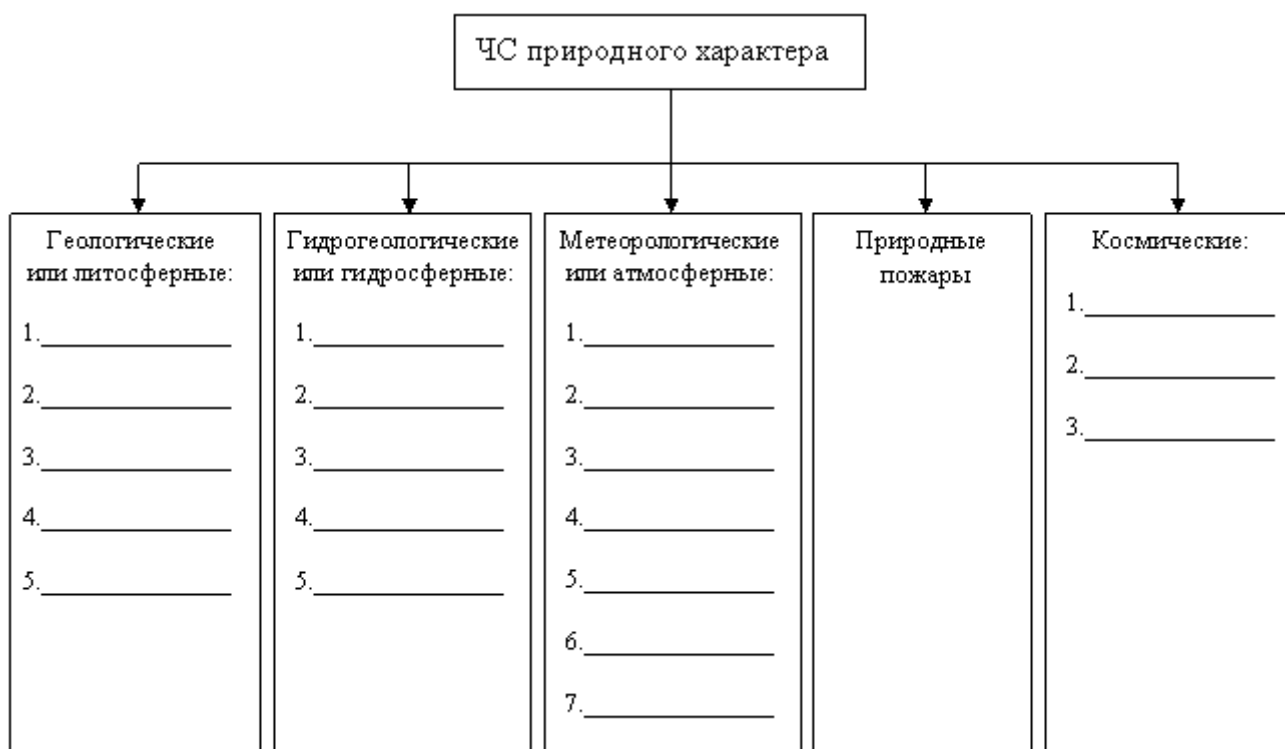 ЧС природного характера
Геологические
или литосферные:
1.
2.
3.
4.
5.
Гидрогеологические
или гидросферные:
1.
2.
3.
4.
5.
Метеорологические
или атмосферные:
1.
2.
3.
4.
5.
6.
7.
Природные
пожары
Космические:
1.
2.
3.